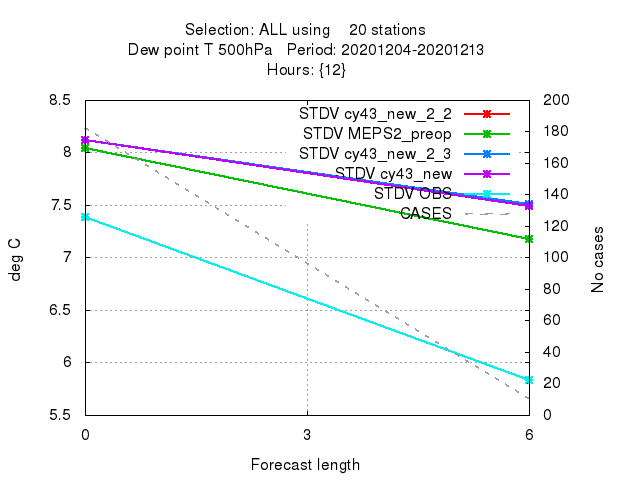 Selection: ALL using    20 stations
Dew point T 500hPa   Period: 20201204-20201213
Hours: {12}
STDV cy43_new_2_2
STDV MEPS2_preop
STDV cy43_new_2_3
STDV cy43_new
STDV OBS
CASES
8.5
8
7.5
7
6.5
6
5.5
deg C
200
180
160
140
120
100
80
60
40
20
0
No cases
0 3 6
Forecast length